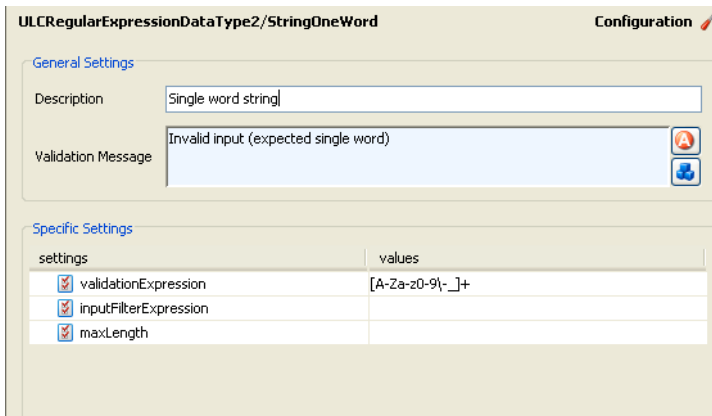 ULCRegularExpressionDataType2/StringOneWord Configuration
General Settings
Description Single word string
Validation Message Invalid input (expected single word)
A
Specific Settings
settings values
validationExpression [A-Za-z0-9\-_]+
inputFilterExpression
maxLength